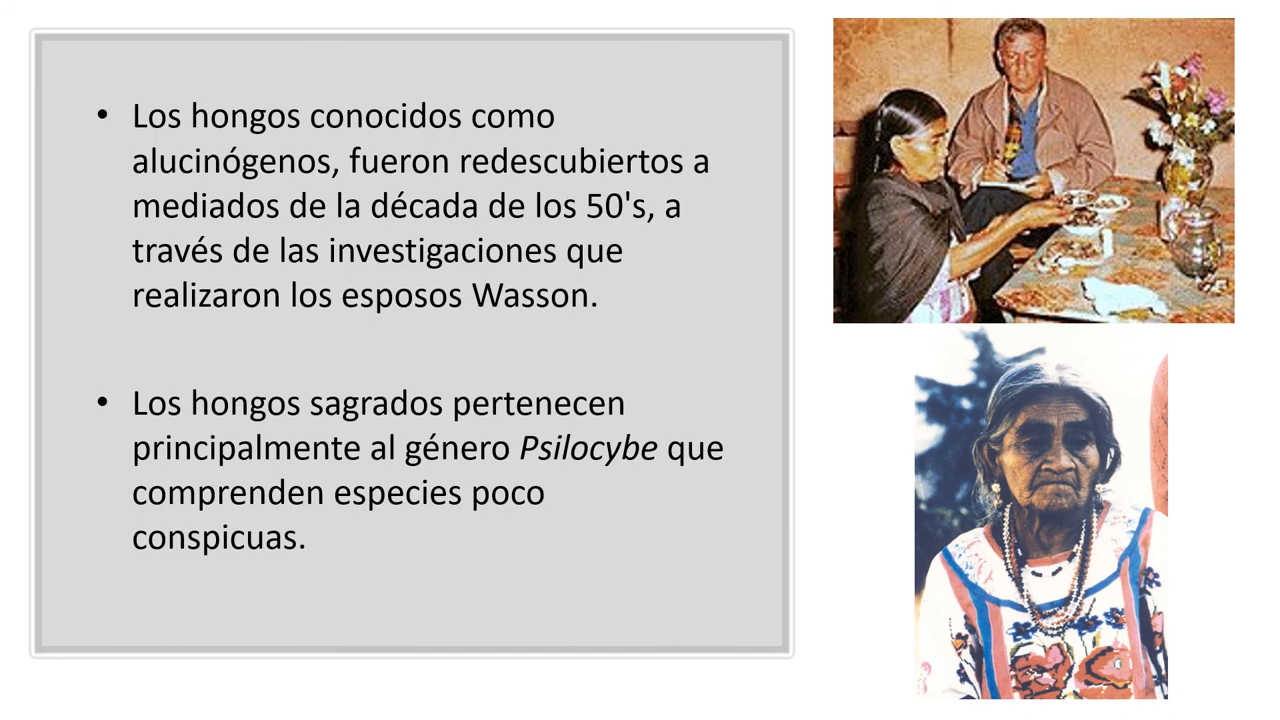 • Los hongos conocidos como
alucinógenos, fueron redescubiertos a
mediados de la década de los 50's, a
través de las investigaciones que
realizaron los esposos Wasson.
• Los hongos sagrados pertenecen
principalmente al género Psilocybe que
comprenden especies poco
conspicuas.